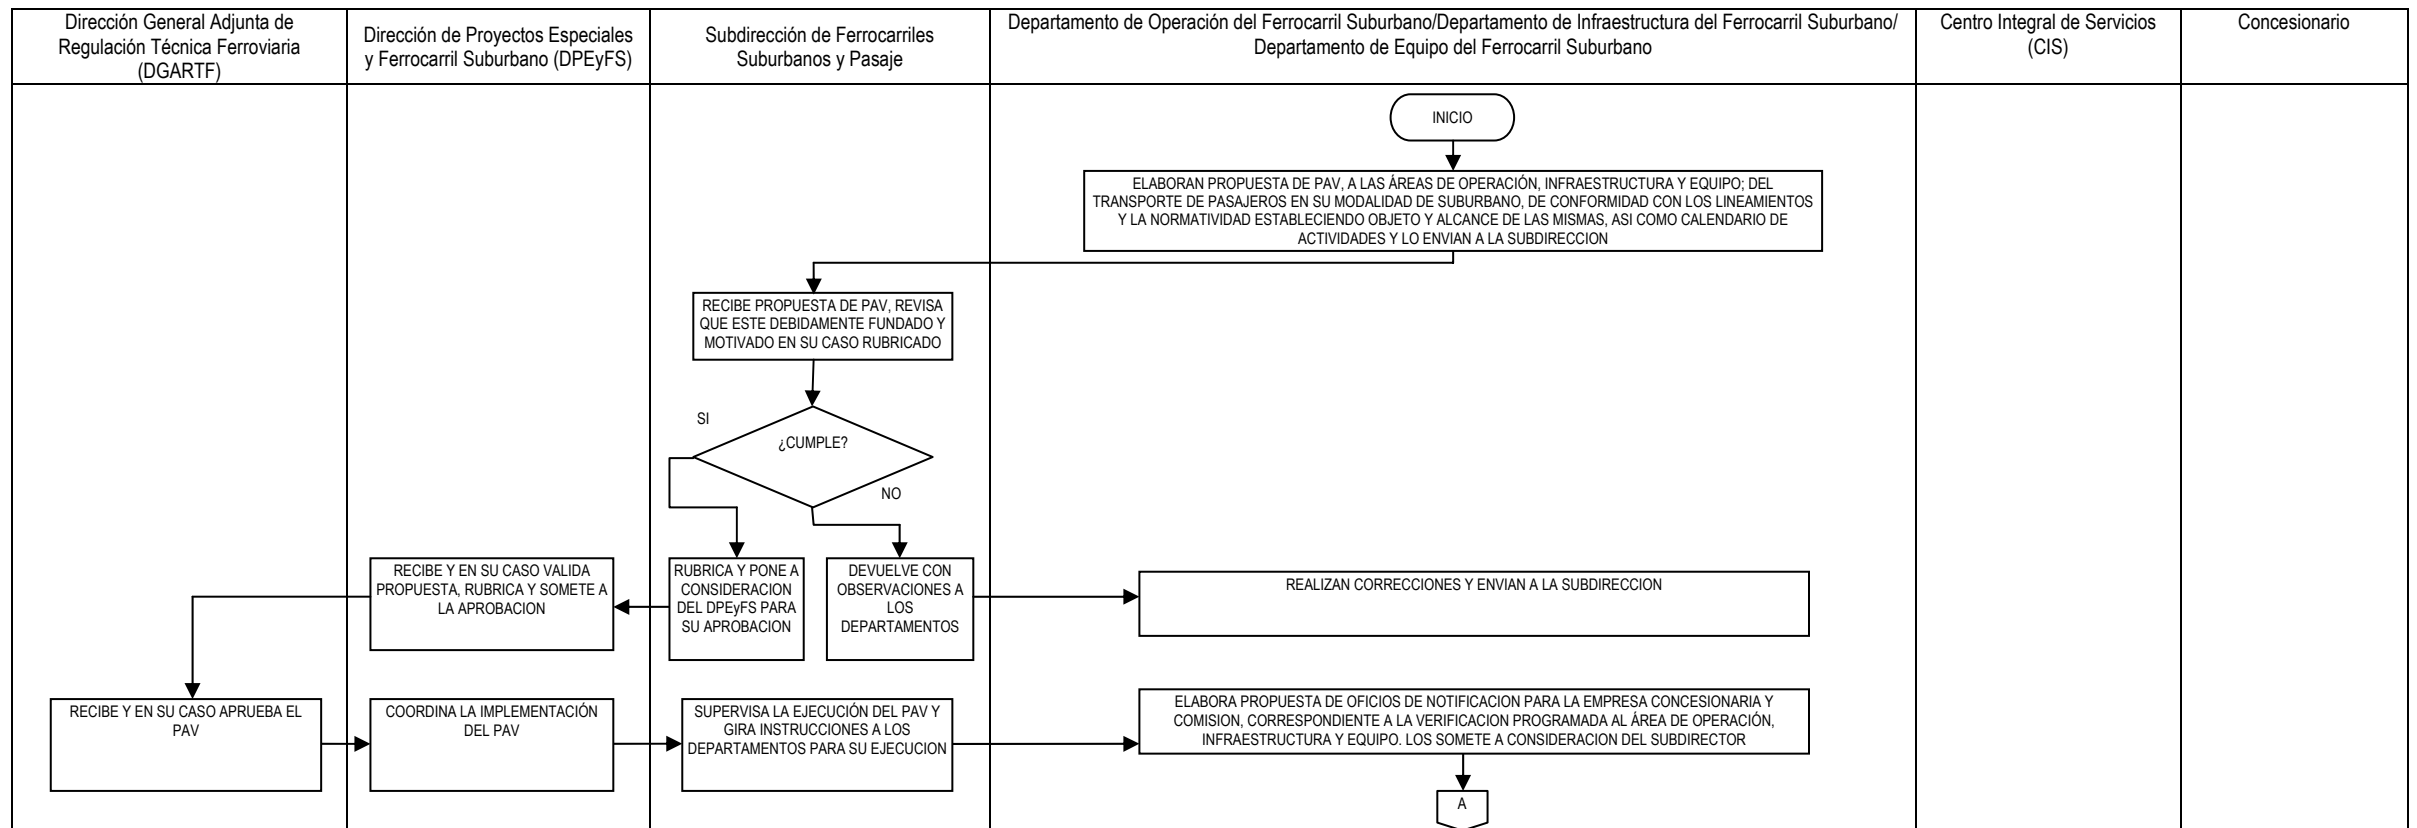 Dirección General Adjunta de
Regulación Técnica Ferroviaria
(DGARTF)
Dirección de Proyectos Especiales
y Ferrocarril Suburbano (DPEyFS)
Subdirección de Ferrocarriles
Suburbanos y Pasaje
Departamento de Operación del Ferrocarril Suburbano/Departamento de Infraestructura del Ferrocarril Suburbano/
Departamento de Equipo del Ferrocarril Suburbano
Centro Integral de Servicios
(CIS)
Concesionario
INICIO
ELABORAN PROPUESTA DE PAV, A LAS ÁREAS DE OPERACIÓN, INFRAESTRUCTURA Y EQUIPO; DEL
TRANSPORTE DE PASAJEROS EN SU MODALIDAD DE SUBURBANO, DE CONFORMIDAD CON LOS LINEAMIENTOS
Y LA NORMATIVIDAD ESTABLECIENDO OBJETO Y ALCANCE DE LAS MISMAS, ASI COMO CALENDARIO DE
ACTIVIDADES Y LO ENVIAN A LA SUBDIRECCION
RECIBE PROPUESTA DE PAV, REVISA
QUE ESTE DEBIDAMENTE FUNDADO Y
MOTIVADO EN SU CASO RUBRICADO
SI
¿CUMPLE?
NO
RECIBE Y EN SU CASO VALIDA
PROPUESTA, RUBRICA Y SOMETE A
LA APROBACION
RUBRICA Y PONE A
CONSIDERACION
DEL DPEyFS PARA
SU APROBACION
DEVUELVE CON
OBSERVACIONES A
LOS
DEPARTAMENTOS
REALIZAN CORRECCIONES Y ENVIAN A LA SUBDIRECCION
RECIBE Y EN SU CASO APRUEBA EL
PAV
COORDINA LA IMPLEMENTACIÓN
DEL PAV
SUPERVISA LA EJECUCIÓN DEL PAV Y
GIRA INSTRUCCIONES A LOS
DEPARTAMENTOS PARA SU EJECUCION
ELABORA PROPUESTA DE OFICIOS DE NOTIFICACION PARA LA EMPRESA CONCESIONARIA Y
COMISION, CORRESPONDIENTE A LA VERIFICACION PROGRAMADA AL ÁREA DE OPERACIÓN,
INFRAESTRUCTURA Y EQUIPO. LOS SOMETE A CONSIDERACION DEL SUBDIRECTOR
A